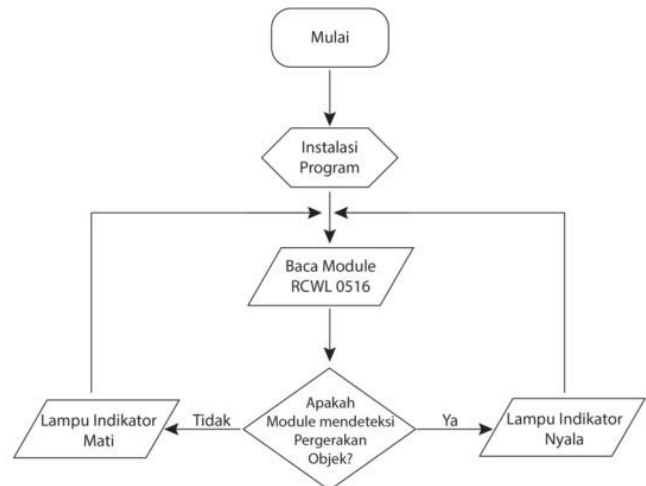 Mulai
Instalasi
Program
Baca Module
RCWL 0516
Apakah
Module mendeteksi
Pergerakan
Objek?
Tidak
Ya
Lampu Indikator
Mati
Lampu Indikator
Nyala